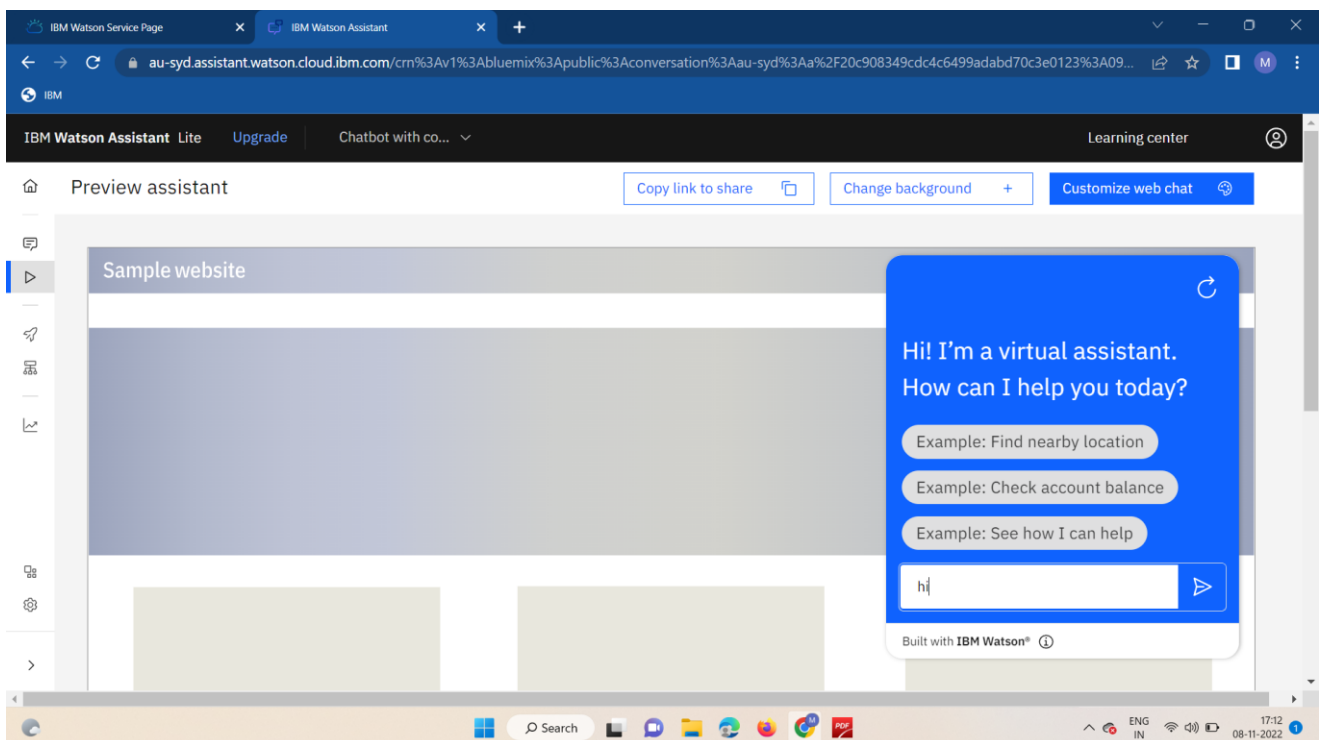 IBM Watson Service Page
IBM Watson Assistant
au-syd.assistant.watson.cloud.ibm.com/crn%3Av1%3Abluemix%3Apublic%3Aconversation%3Aau-syd%3Aa%2F20c908349cdc4c6499adabd70c3e0123%3A09...
M
IBM
IBM Watson Assistant Lite Upgrade Chatbot with co... Learning center
Preview assistant Copy link to share Change background + Customize web chat
Sample website
Hi! I'm a virtual assistant.
How can I help you today?
Example: Find nearby location
Example: Check account balance
Example: See how I can help
hi
Built with IBM Watson®
Search
PDF
ENG
IN
17:12
08-11-2022
1